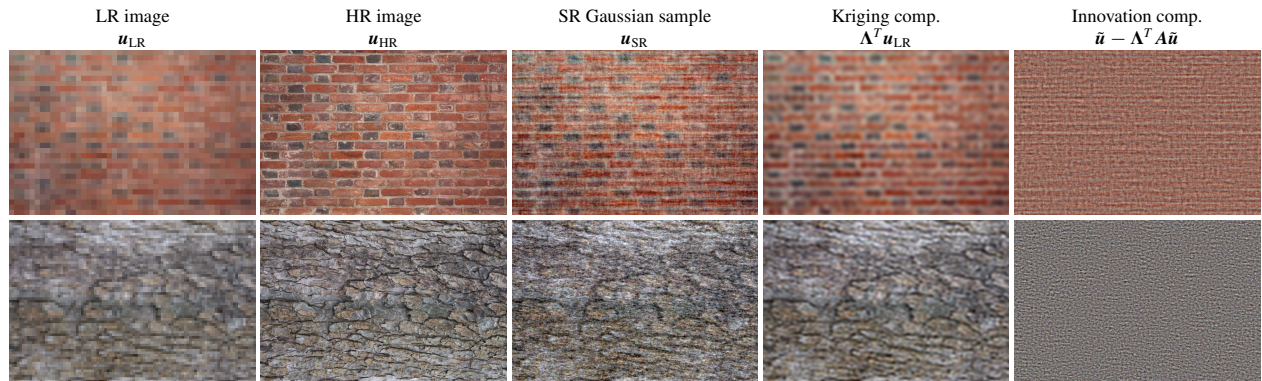 LR image HR image SR Gaussian sample Kriging comp. Innovation comp.
𝒖_LR 𝒖_HR 𝒖_SR 𝚲^T 𝒖_LR 𝒖̃ − 𝚲^T 𝑨𝒖̃